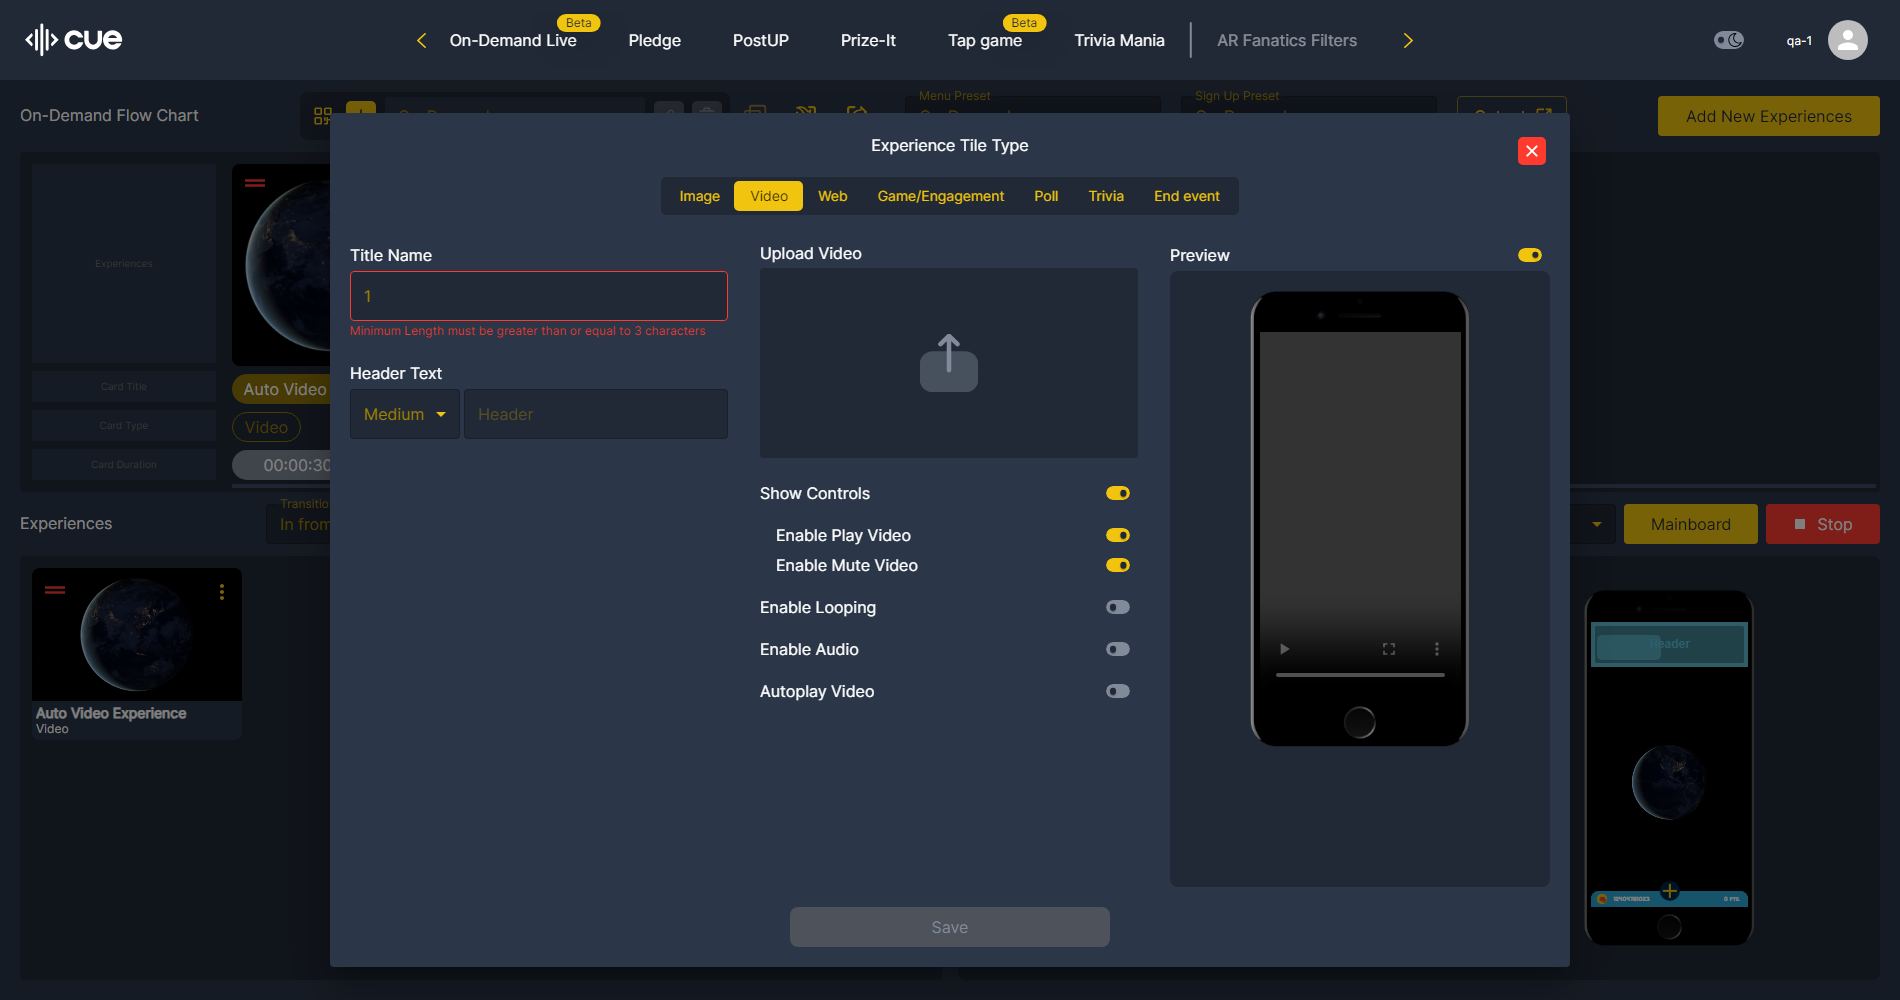 cue
On-Demand Live
Beta
Pledge
PostUP
Prize-It
Tap game
Beta
Trivia Mania
AR Fanatics Filters
qa-1
On-Demand Flow Chart
Menu Preset
Sign Up Preset
Add New Experiences
Experiences
Card Title
Card Type
Card Duration
Auto Video
Video
00:00:30
Experience Tile Type
Image
Video
Web
Game/Engagement
Poll
Trivia
End event
Title Name
1
Minimum Length must be greater than or equal to 3 characters
Header Text
Medium
Header
Upload Video
Show Controls
Enable Play Video
Enable Mute Video
Enable Looping
Enable Audio
Autoplay Video
Preview
Save
Experiences
Transitio
In from
Mainboard
Stop
Auto Video Experience
Video
Header
0 PTS.